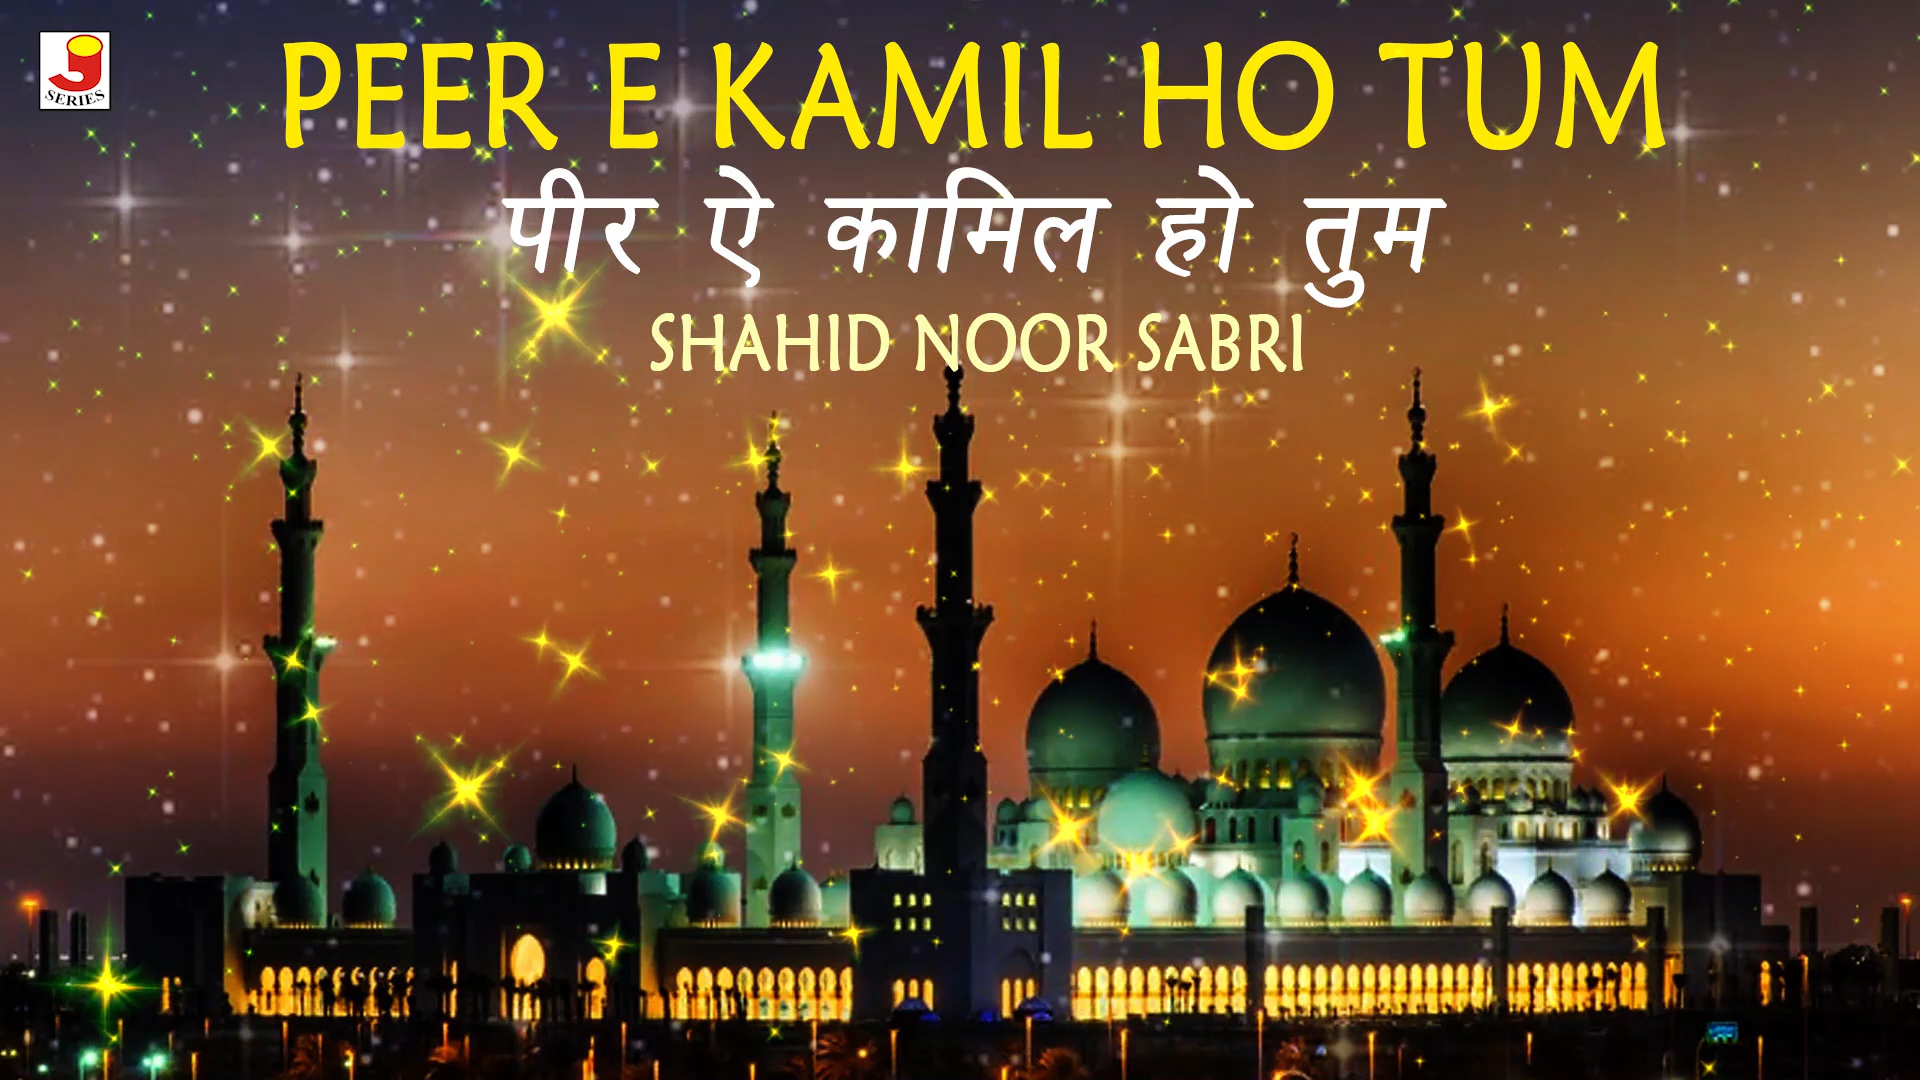 J
SERIES
PEER E KAMIL HO TUM
पीर ऐ कामिल हो तुम
SHAHID NOOR SABRI